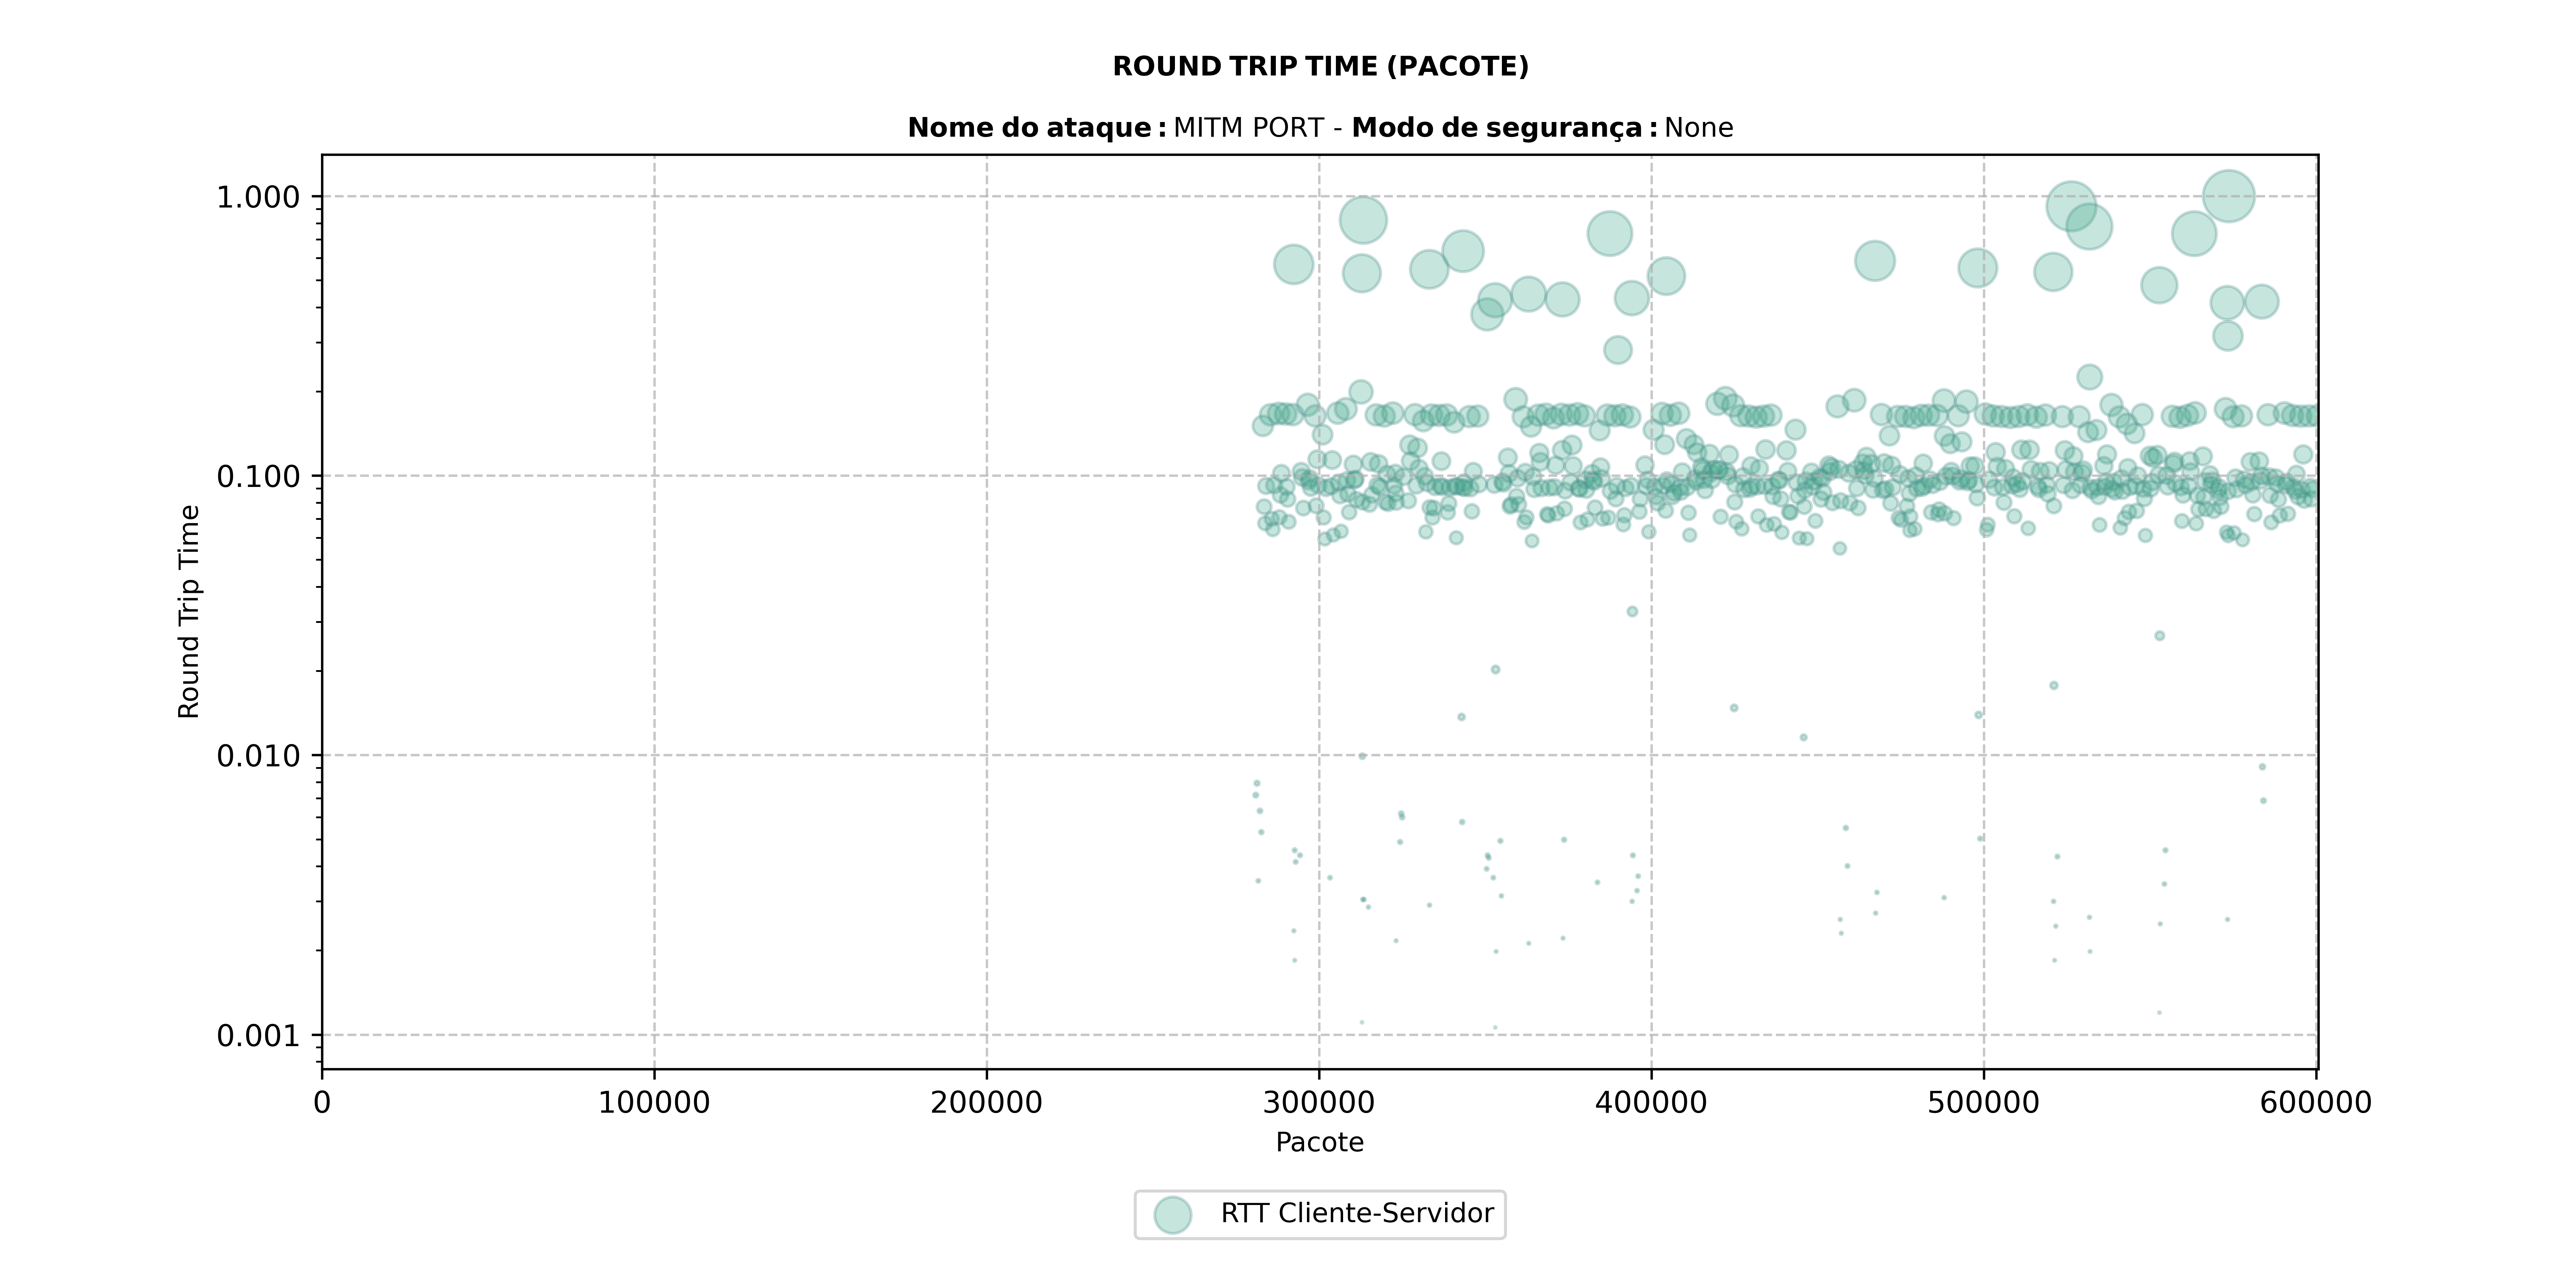 ROUND TRIP TIME (PACOTE)
Nome do ataque : MITM PORT - Modo de segurança : None
1.000
0.100
0.010
0.001
Round Trip Time
0 100000 200000 300000 400000 500000 600000
Pacote
RTT Cliente-Servidor